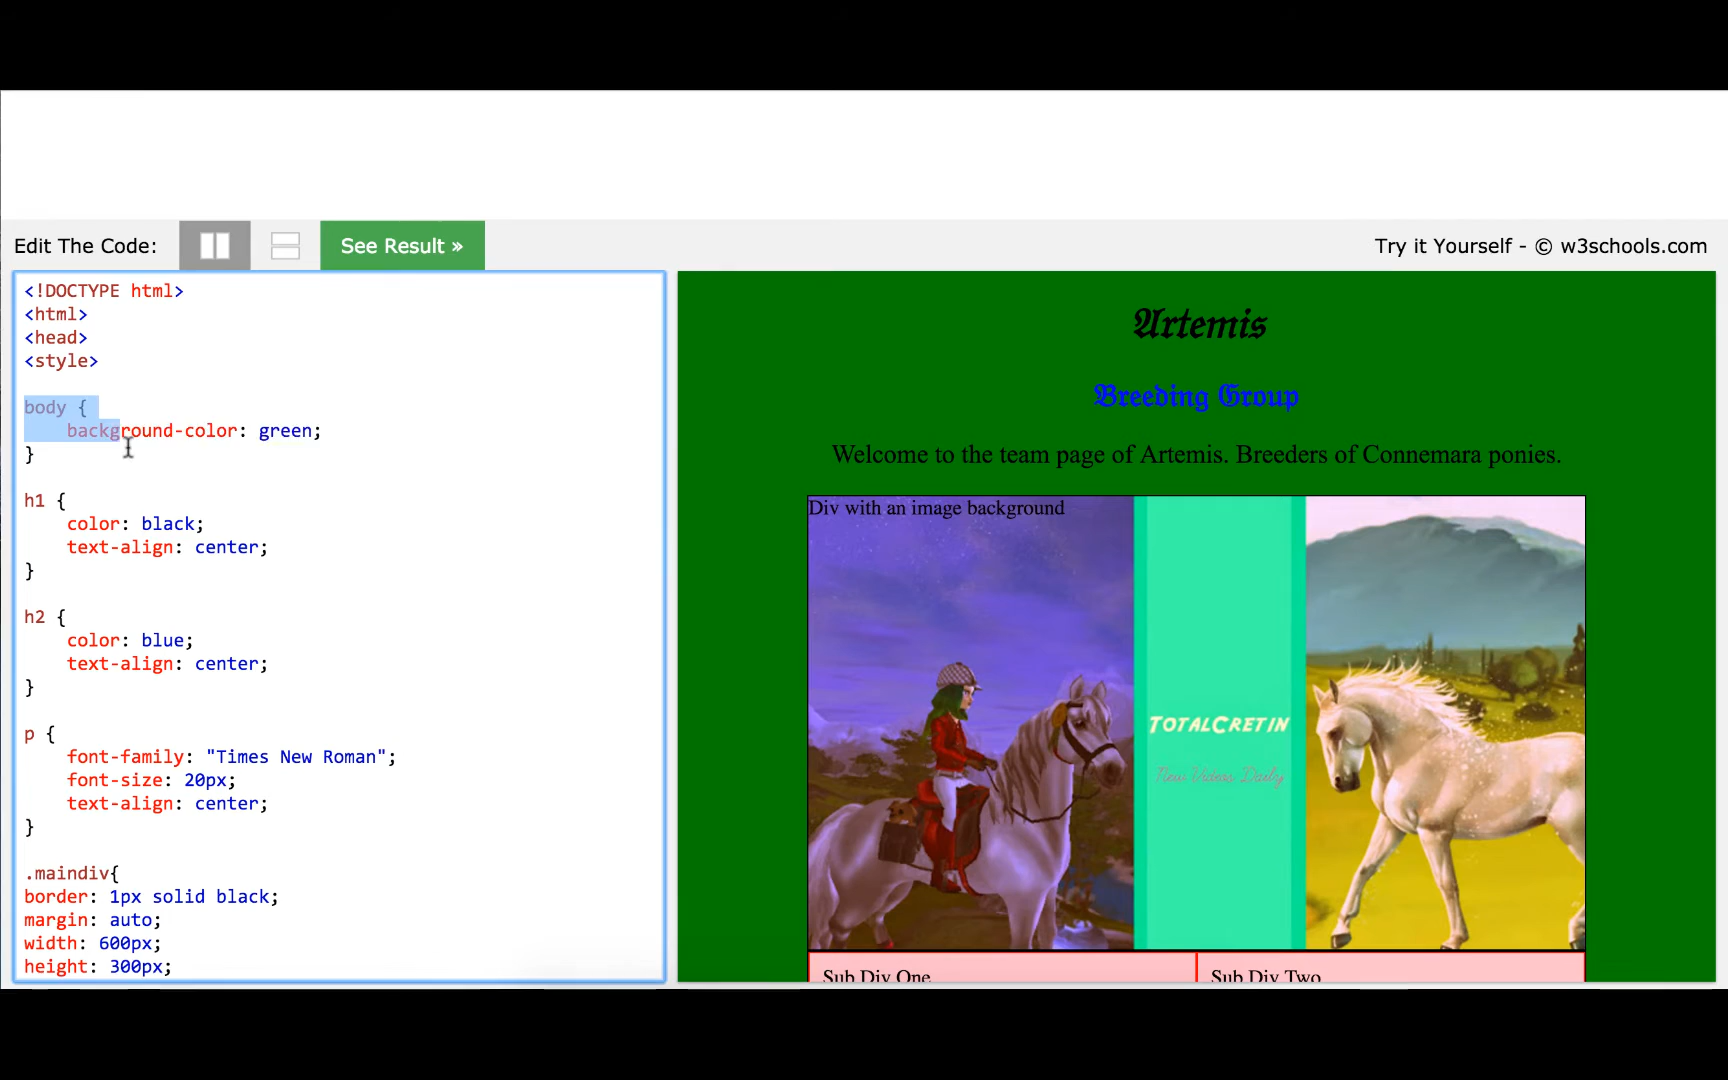 Edit The Code:
See Result »
Try it Yourself - © w3schools.com
<!DOCTYPE html>
<html>
<head>
<style>
body {
background-color: green;
}
h1 {
color: black;
text-align: center;
}
h2 {
color: blue;
text-align: center;
}
p {
font-family: "Times New Roman";
font-size: 20px;
text-align: center;
}
.maindiv{
border: 1px solid black;
margin: auto;
width: 600px;
height: 300px;
Artemis
Breeding Group
Welcome to the team page of Artemis. Breeders of Connemara ponies.
Div with an image background
TOTALCRETIN
New Videos Daily
Sub Div One
Sub Div Two